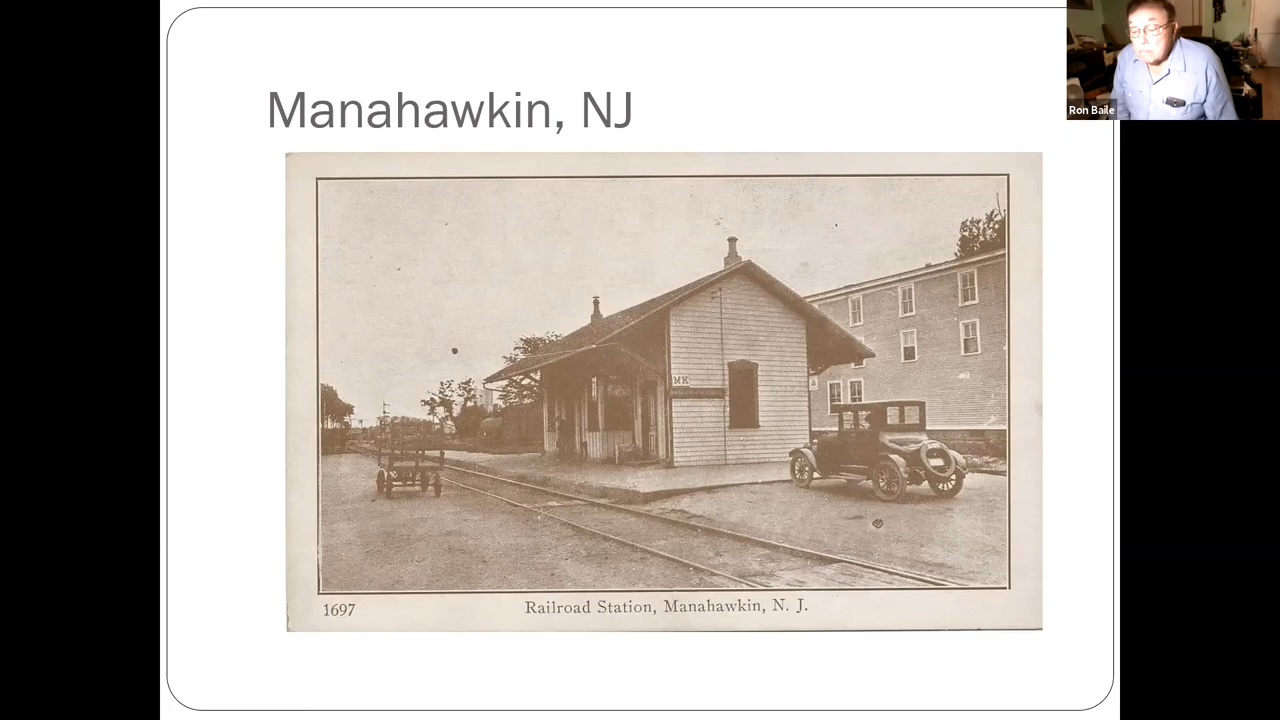 Manahawkin, NJ
Ron Baile
MK
1697
Railroad Station, Manahawkin, N. J.